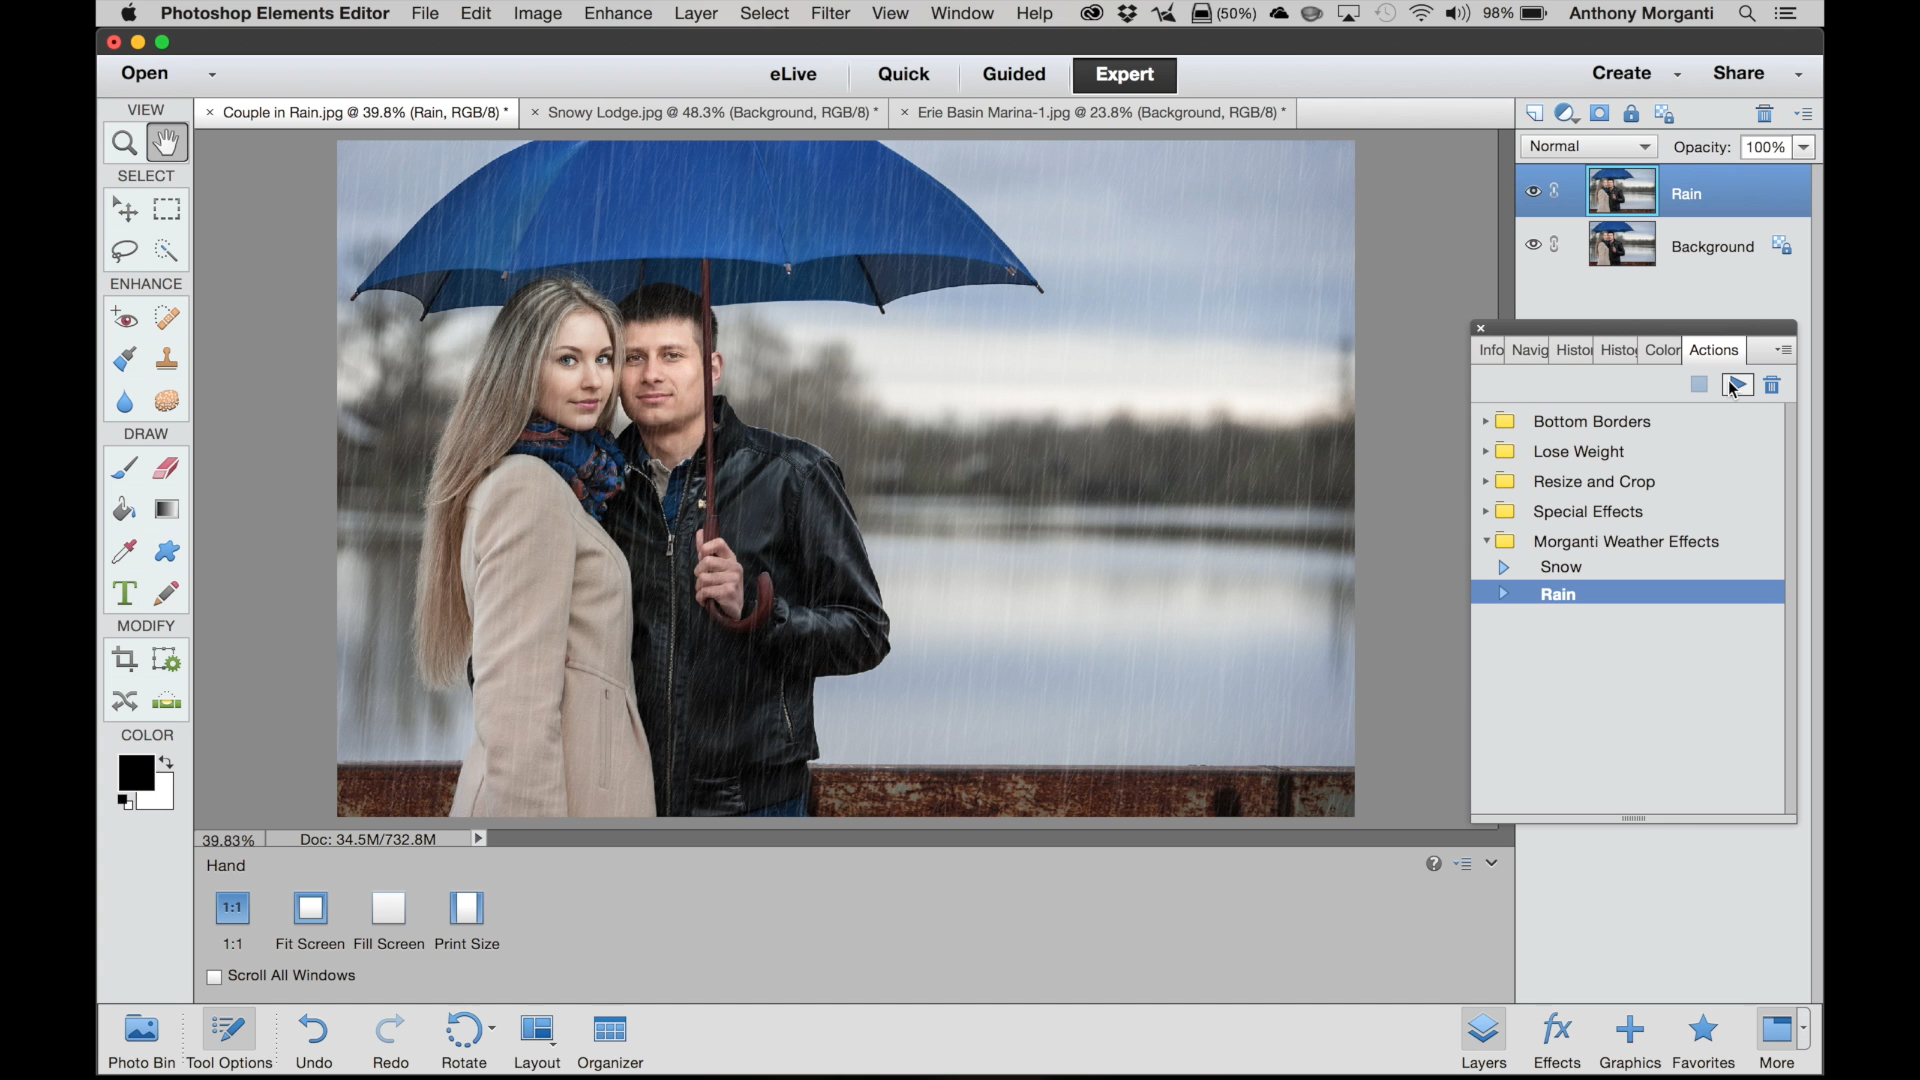 Photoshop Elements Editor File Edit Image Enhance Layer Select Filter View Window Help (50%) 98% Anthony Morganti
Open eLive Quick Guided Expert Create Share
VIEW
× Couple in Rain.jpg @ 39.8% (Rain, RGB/8) * × Snowy Lodge.jpg @ 48.3% (Background, RGB/8) * × Erie Basin Marina-1.jpg @ 23.8% (Background, RGB/8) *
Normal Opacity: 100%
SELECT
Rain
Background
ENHANCE
Info Navig Histo Histo Color Actions
Bottom Borders
DRAW
Lose Weight
Resize and Crop
Special Effects
Morganti Weather Effects
Snow
Rain
T
MODIFY
COLOR
39.83% Doc: 34.5M/732.8M
Hand
1:1
1:1 Fit Screen Fill Screen Print Size
Scroll All Windows
fx
Photo Bin Tool Options Undo Redo Rotate Layout Organizer Layers Effects Graphics Favorites More